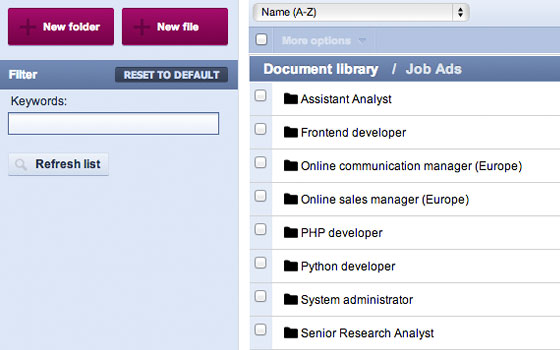 New folder
New file
Filter
RESET TO DEFAULT
Keywords:
Refresh list
Name (A-Z)
More options
Document library / Job Ads
Assistant Analyst
Frontend developer
Online communication manager (Europe)
Online sales manager (Europe)
PHP developer
Python developer
System administrator
Senior Research Analyst